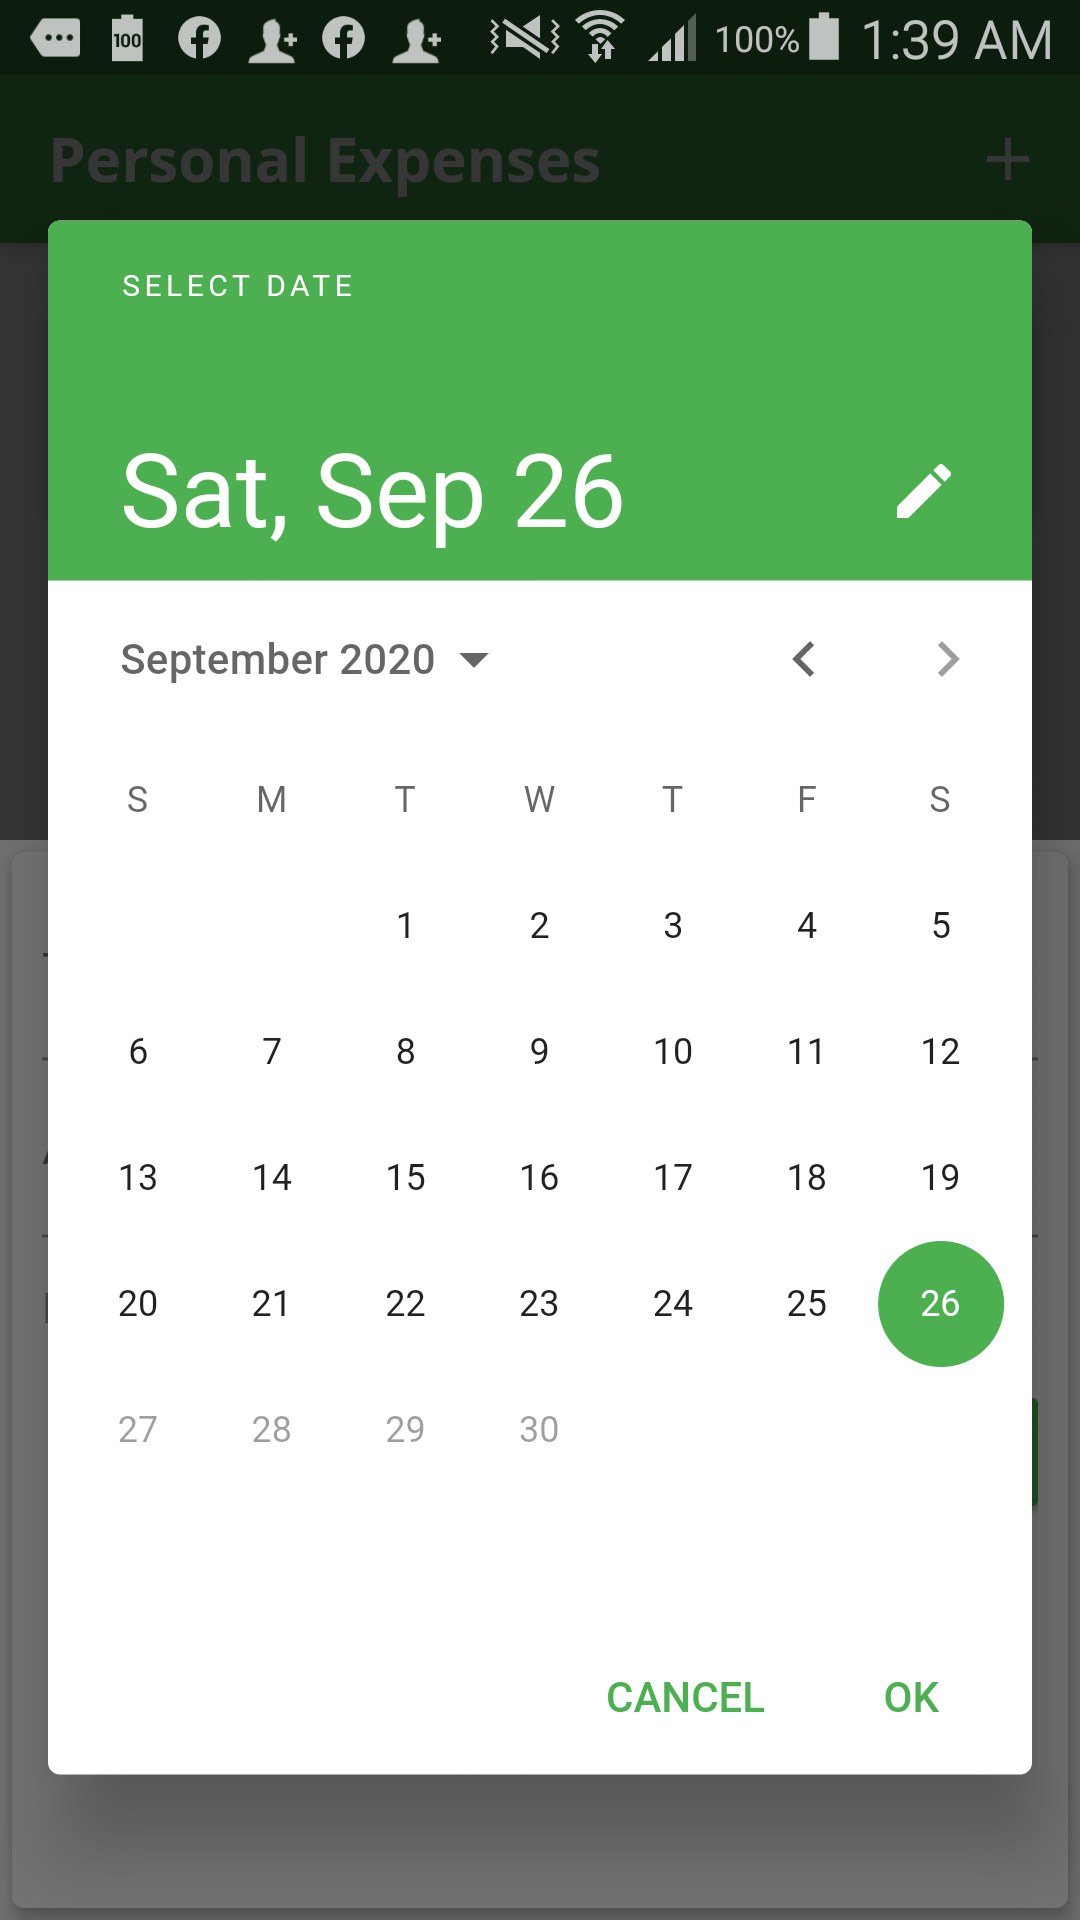 100
100%
1:39 AM
Personal Expenses
SELECT DATE
Sat, Sep 26
September 2020
S M T W T F S
1 2 3 4 5
6 7 8 9 10 11 12
13 14 15 16 17 18 19
20 21 22 23 24 25 26
27 28 29 30
CANCEL OK